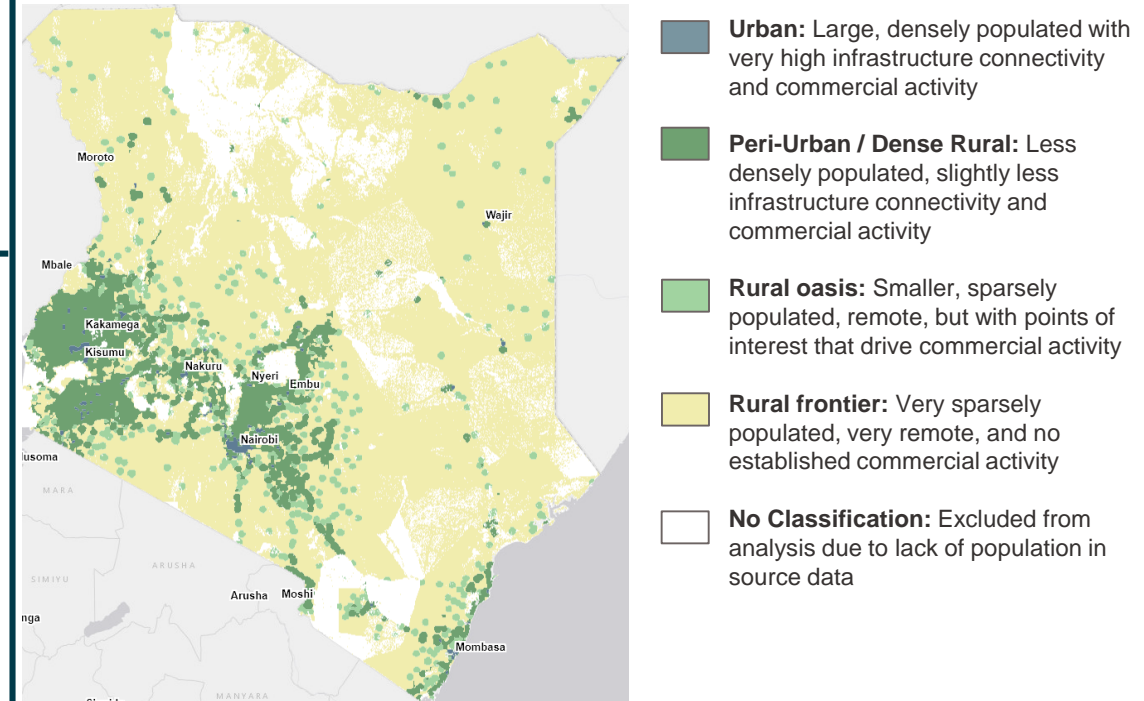 Moroto
Wajir
Mbale
Kakamega
Kisumu
Nakuru
Nyeri
Embu
Nairobi
usoma
MARA
SIMIYU
ARUSHA
Arusha
Moshi
nga
Mombasa
MANYARA
Urban: Large, densely populated with
very high infrastructure connectivity
and commercial activity
Peri-Urban / Dense Rural: Less
densely populated, slightly less
infrastructure connectivity and
commercial activity
Rural oasis: Smaller, sparsely
populated, remote, but with points of
interest that drive commercial activity
Rural frontier: Very sparsely
populated, very remote, and no
established commercial activity
No Classification: Excluded from
analysis due to lack of population in
source data